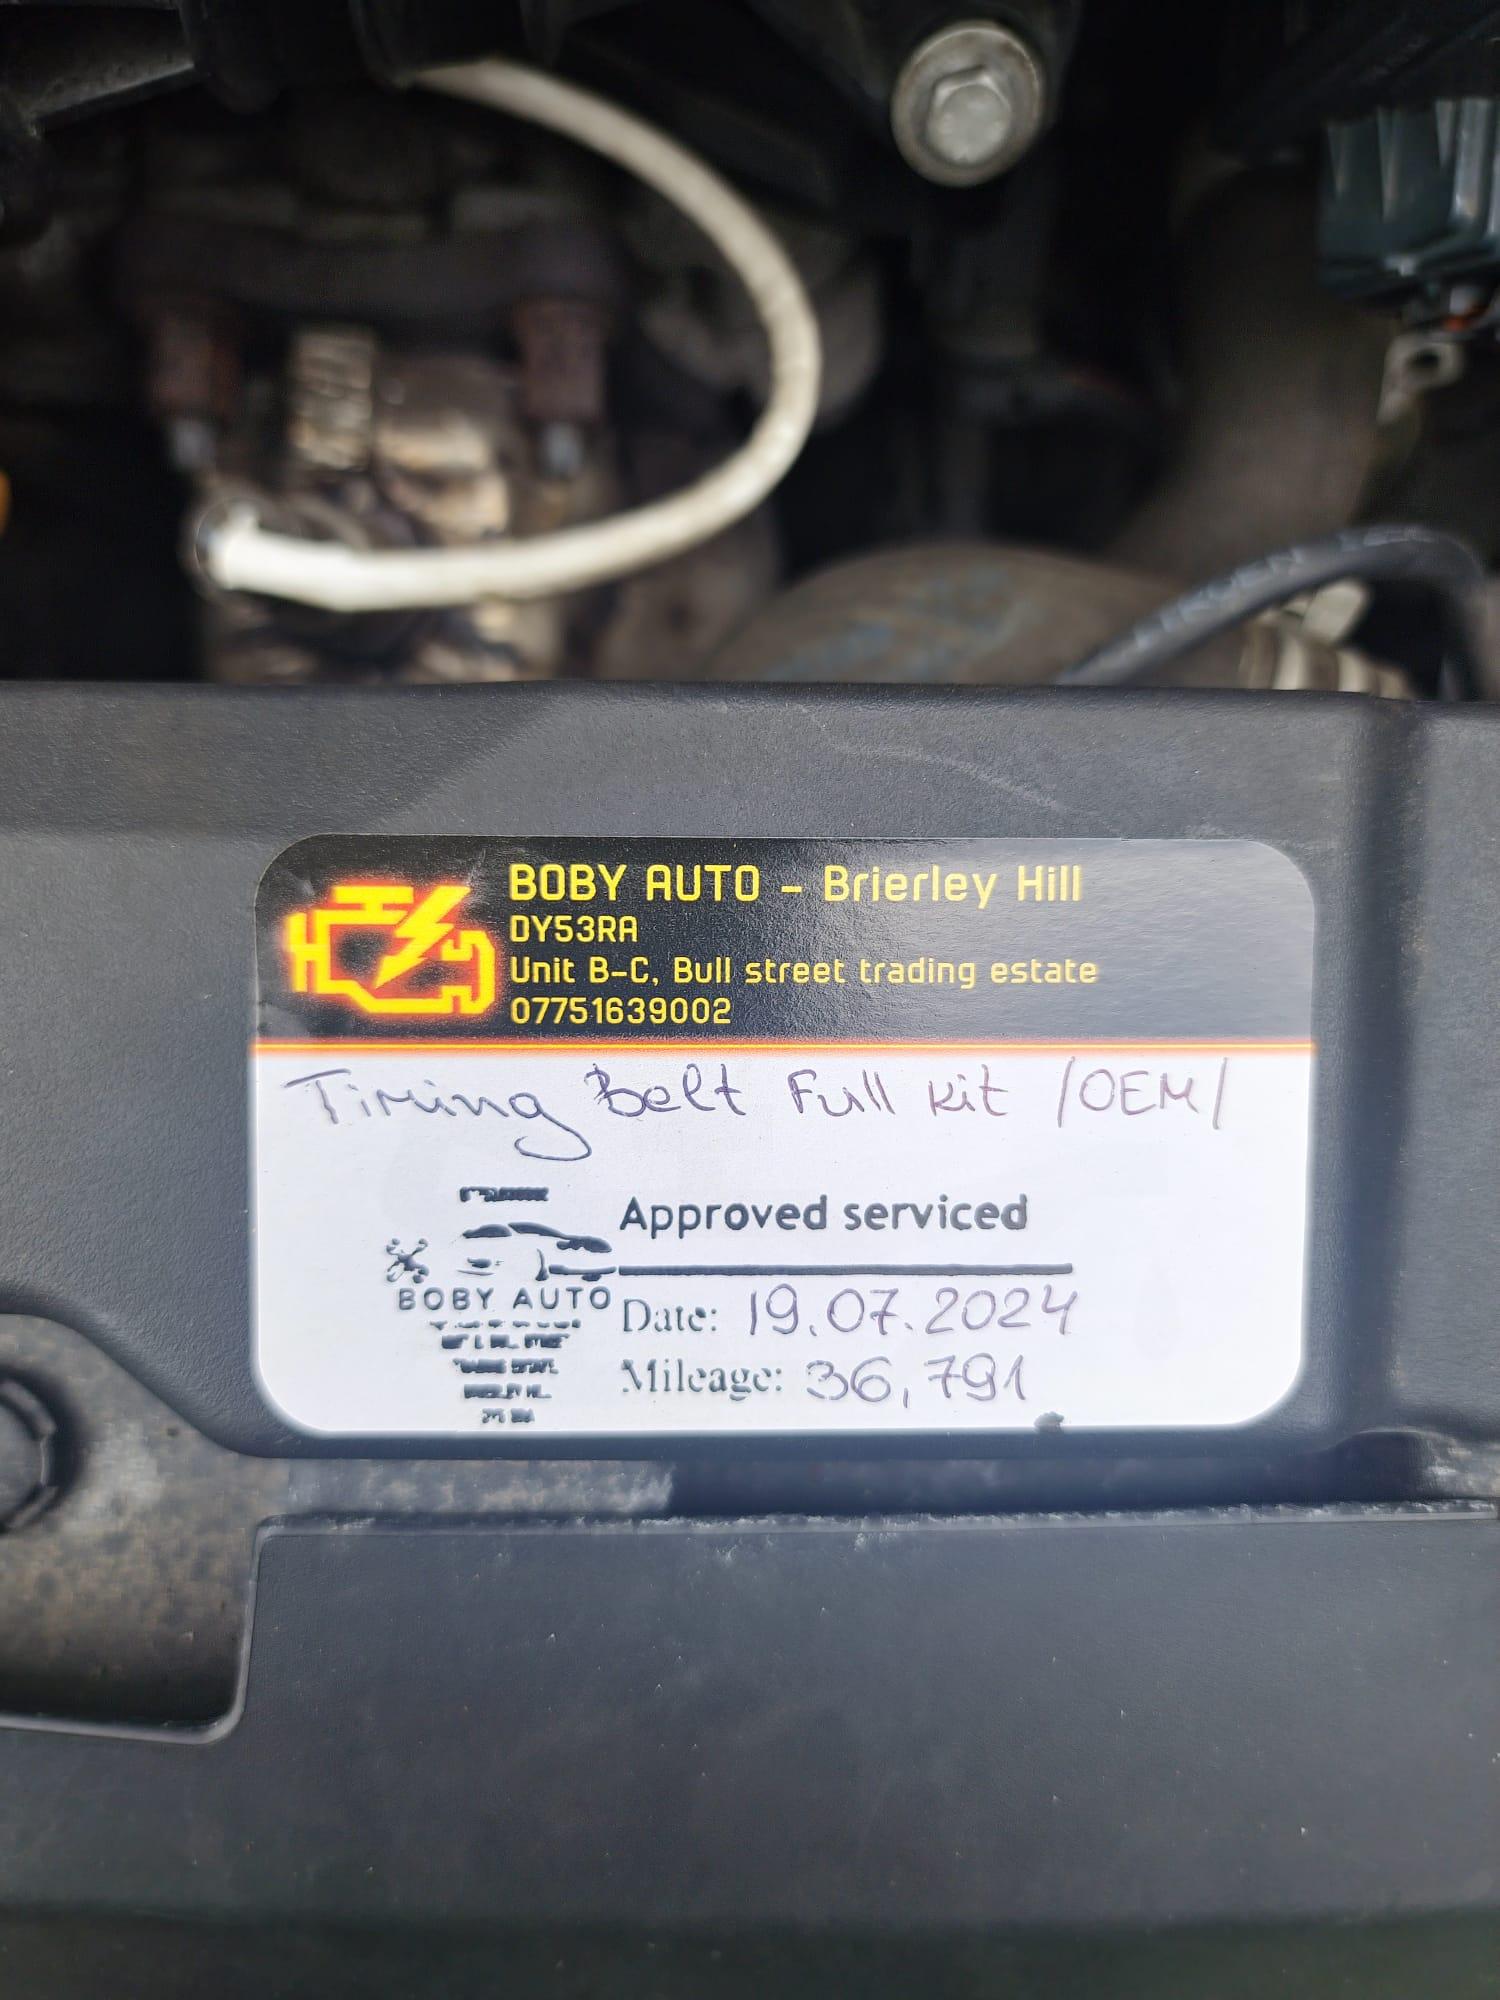 BOBY AUTO - Brierley Hill
DY53RA
Unit B-C, Bull street trading estate
07751639002
Timing Belt Full kit /OEM/
Approved serviced
BOBY AUTO
Date: 19.07.2024
Mileage: 36,791